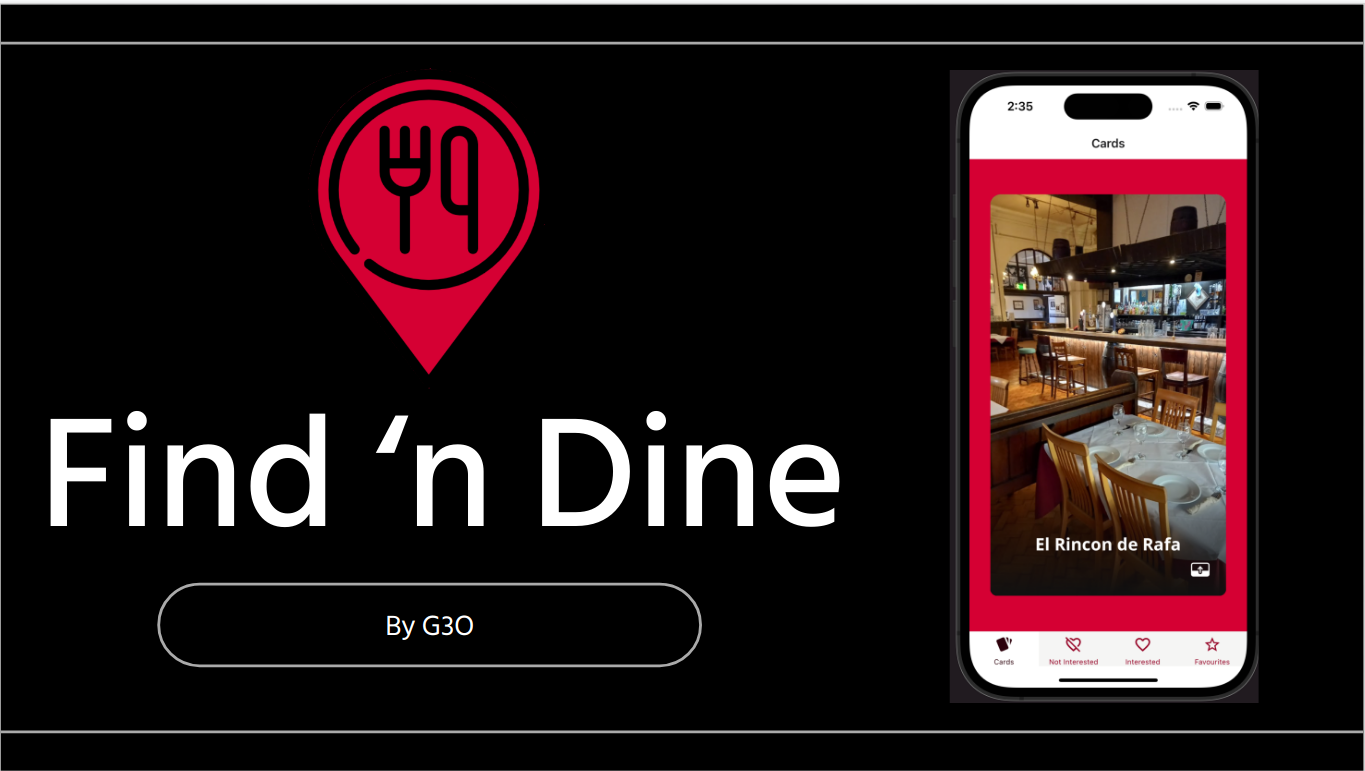 Find ‘n Dine
By G3O
2:35
Cards
El Rincon de Rafa
Cards
Not Interested
Interested
Favourites